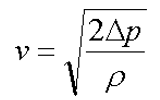 v = √(2Δp / ρ)